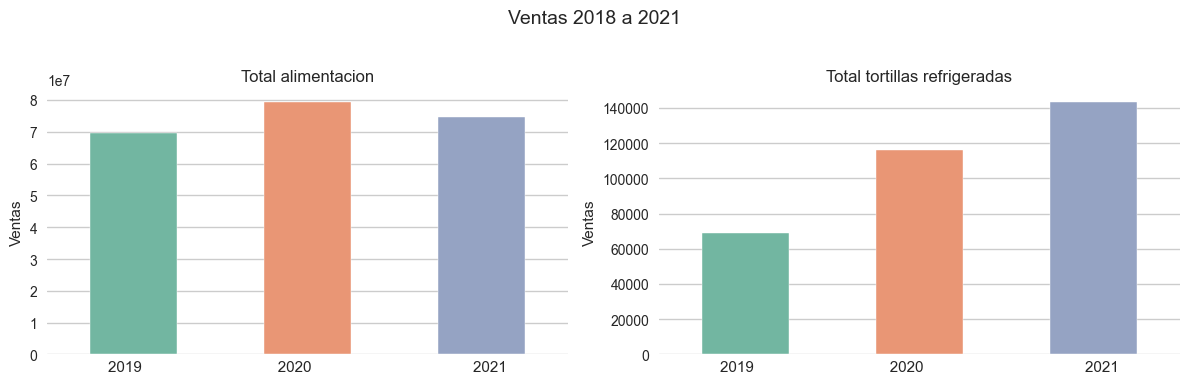 Ventas 2018 a 2021
Total alimentacion
1e7
Ventas
8
7
6
5
4
3
2
1
0
2019 2020 2021
Total tortillas refrigeradas
Ventas
140000
120000
100000
80000
60000
40000
20000
0
2019 2020 2021